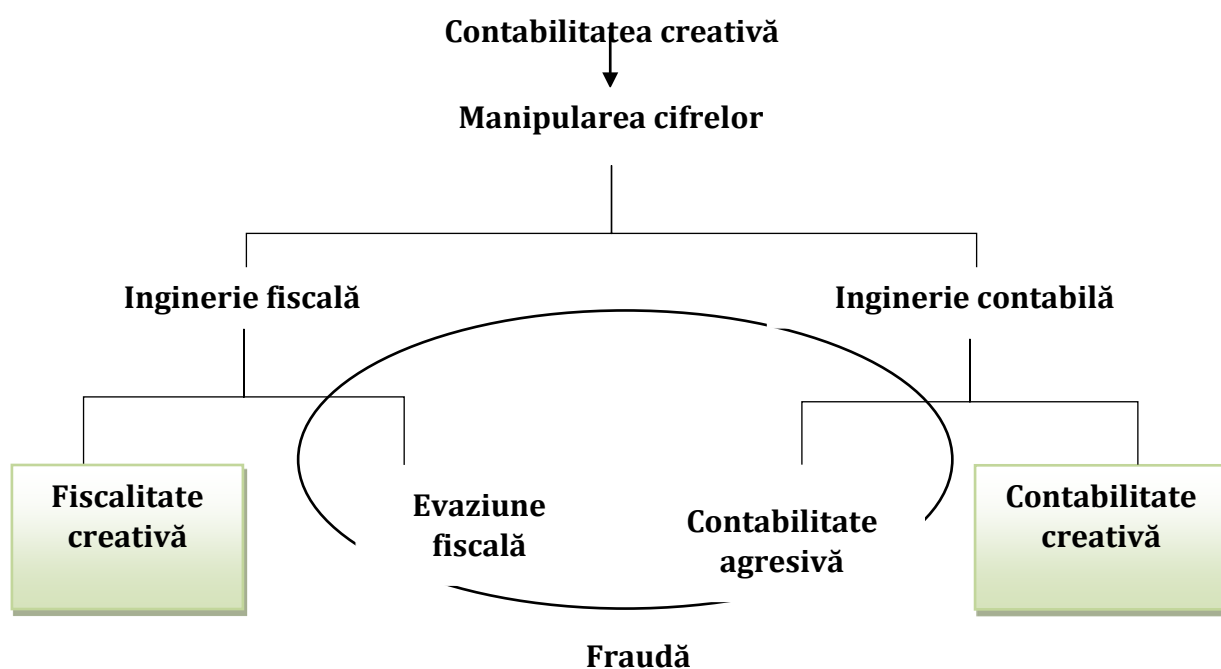 Contabilitatea creativă
Manipularea cifrelor
Inginerie fiscală
Inginerie contabilă
Fiscalitate
creativă
Evaziune
fiscală
Contabilitate
agresivă
Contabilitate
creativă
Fraudă